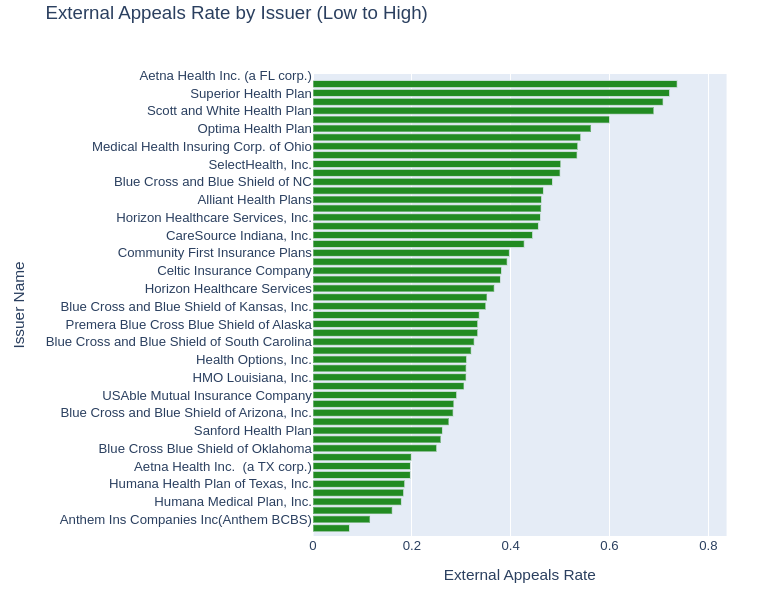 External Appeals Rate by Issuer (Low to High)
Aetna Health Inc. (a FL corp.)
Superior Health Plan
Scott and White Health Plan
Optima Health Plan
Medical Health Insuring Corp. of Ohio
SelectHealth, Inc.
Blue Cross and Blue Shield of NC
Alliant Health Plans
Horizon Healthcare Services, Inc.
CareSource Indiana, Inc.
Community First Insurance Plans
Celtic Insurance Company
Horizon Healthcare Services
Blue Cross and Blue Shield of Kansas, Inc.
Premera Blue Cross Blue Shield of Alaska
Blue Cross and Blue Shield of South Carolina
Health Options, Inc.
HMO Louisiana, Inc.
USAble Mutual Insurance Company
Blue Cross and Blue Shield of Arizona, Inc.
Sanford Health Plan
Blue Cross Blue Shield of Oklahoma
Aetna Health Inc.  (a TX corp.)
Humana Health Plan of Texas, Inc.
Humana Medical Plan, Inc.
Anthem Ins Companies Inc(Anthem BCBS)
Issuer Name
0 0.2 0.4 0.6 0.8
External Appeals Rate